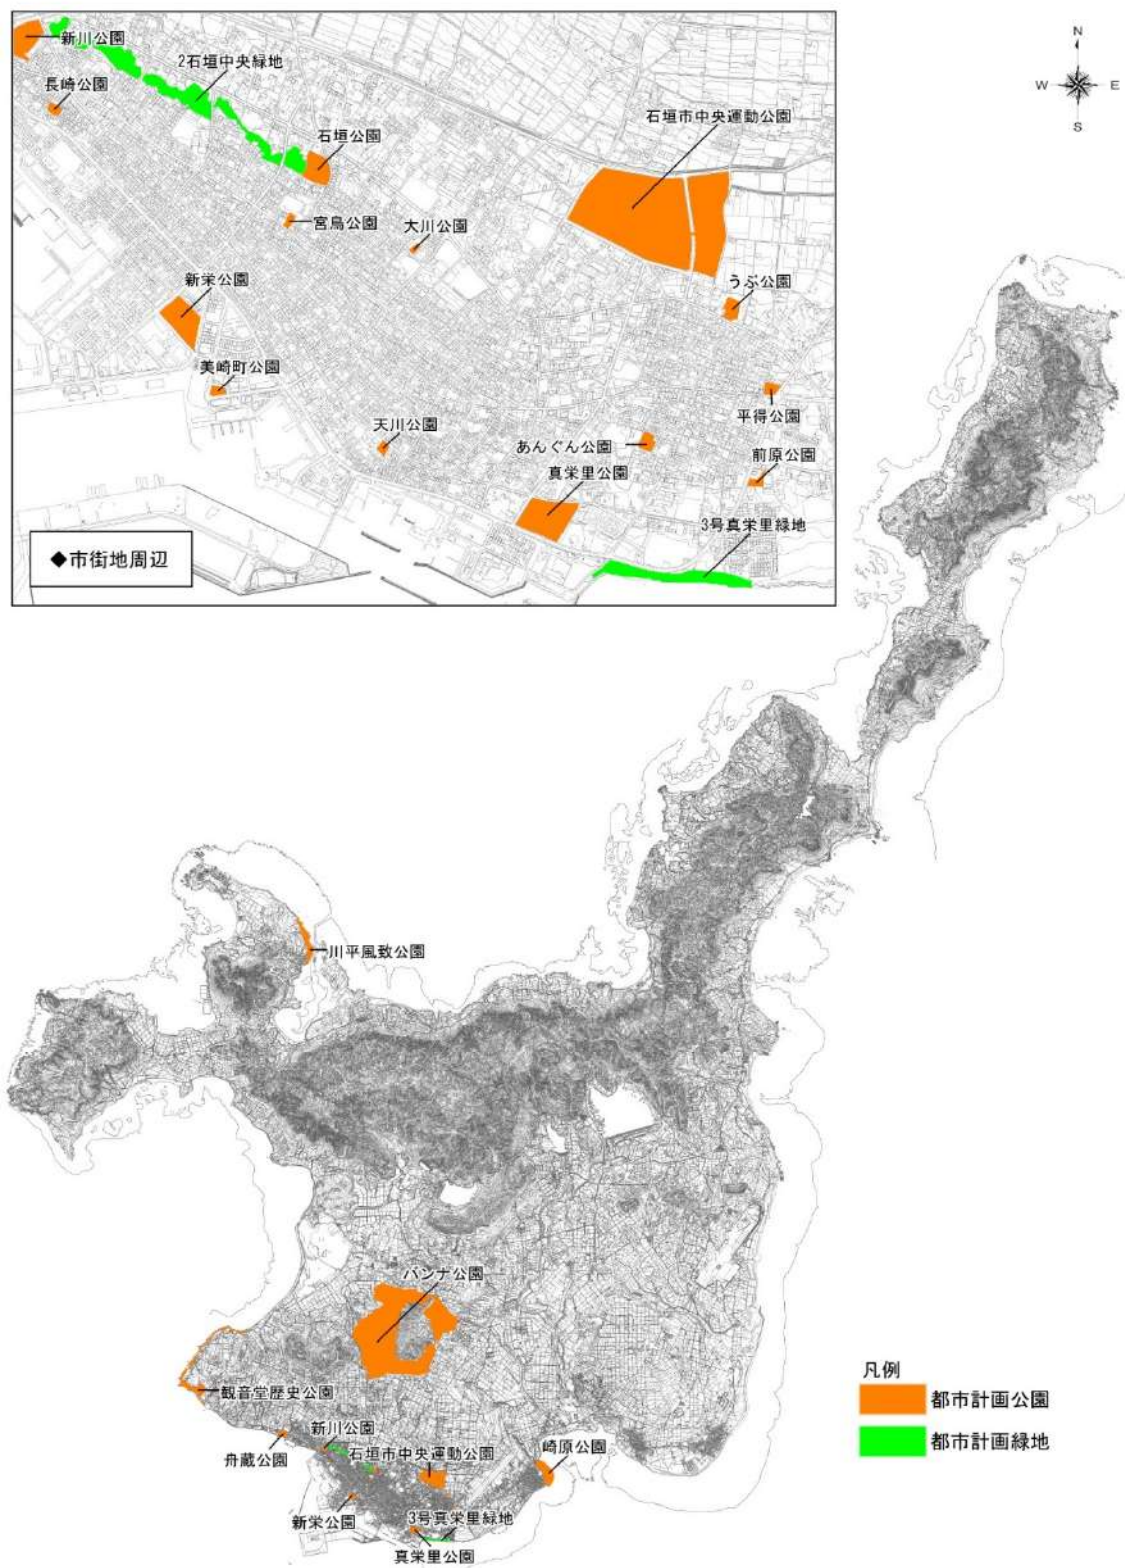 新川公園
2石垣中央緑地
長崎公園
石垣公園
石垣市中央運動公園
宮鳥公園
大川公園
新栄公園
うぶ公園
美崎町公園
平得公園
天川公園
あんぐん公園
前原公園
真栄里公園
3号真栄里緑地
◆市街地周辺
N
W
E
S
川平風致公園
バンナ公園
観音堂歴史公園
新川公園
舟蔵公園
石垣市中央運動公園
崎原公園
新栄公園
3号真栄里緑地
真栄里公園
凡例
都市計画公園
都市計画緑地